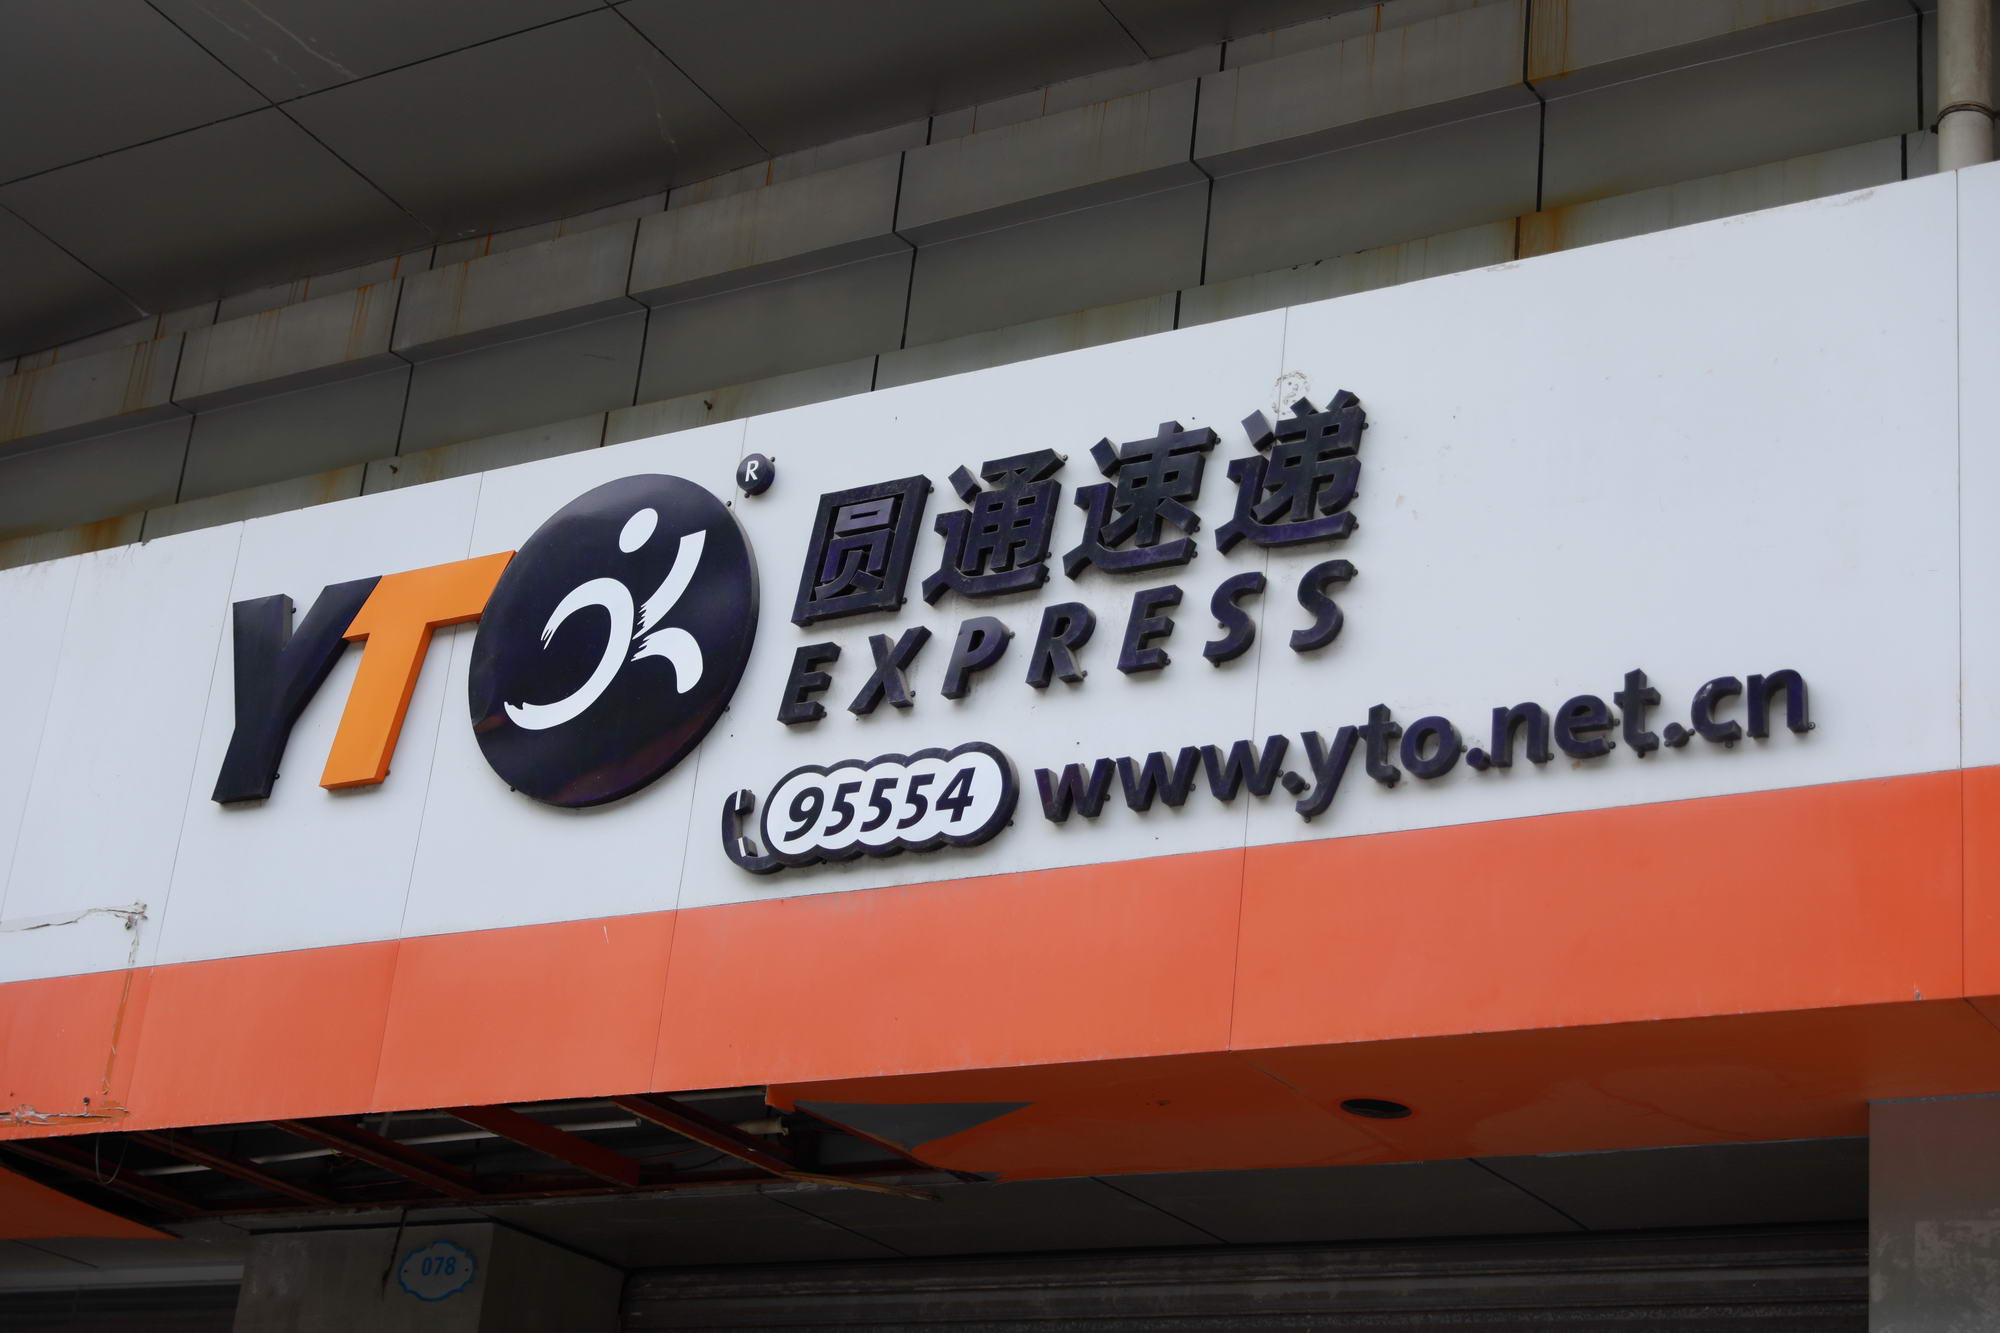 YTO
®
圆通速递
EXPRESS
95554 www.yto.net.cn
078